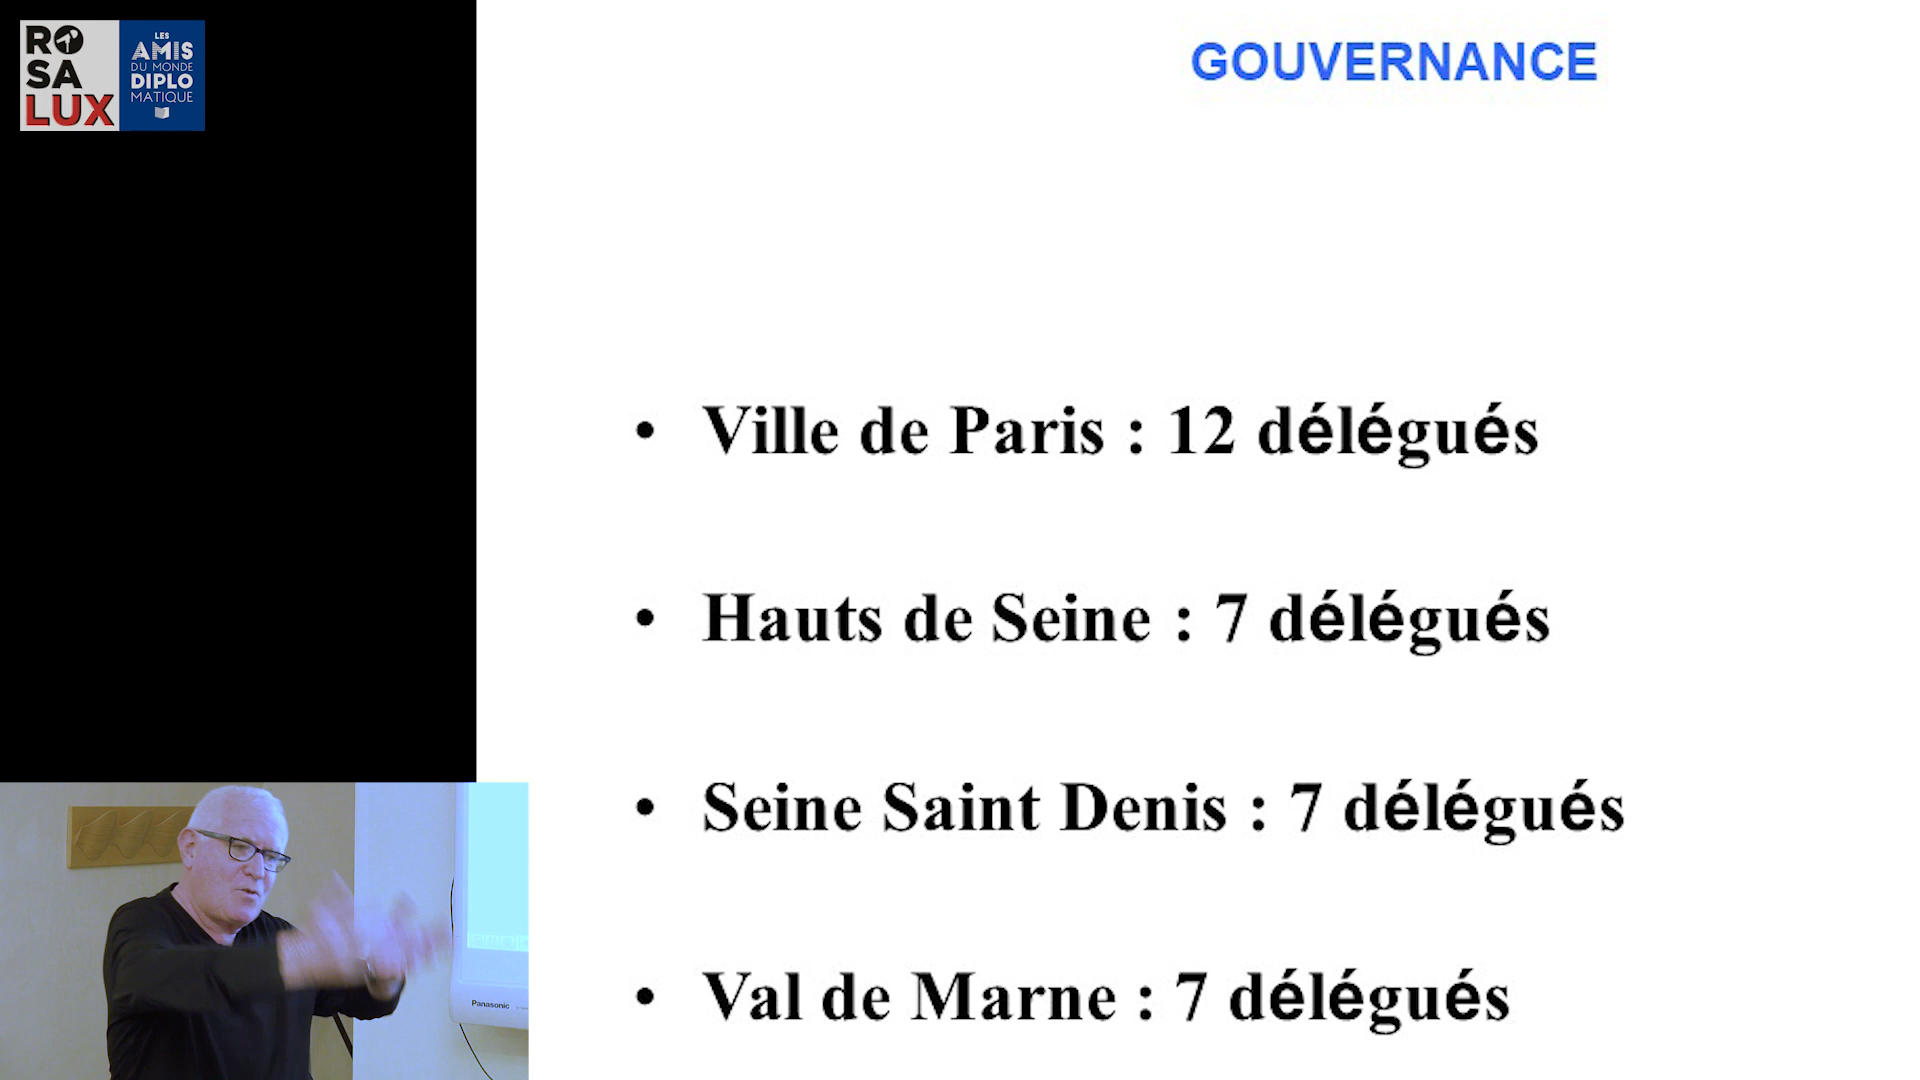 RO
SA
LUX
LES
AMIS
DU MONDE
DIPLO
MATIQUE
GOUVERNANCE
• Ville de Paris : 12 délégués
• Hauts de Seine : 7 délégués
• Seine Saint Denis : 7 délégués
• Val de Marne : 7 délégués
Panasonic